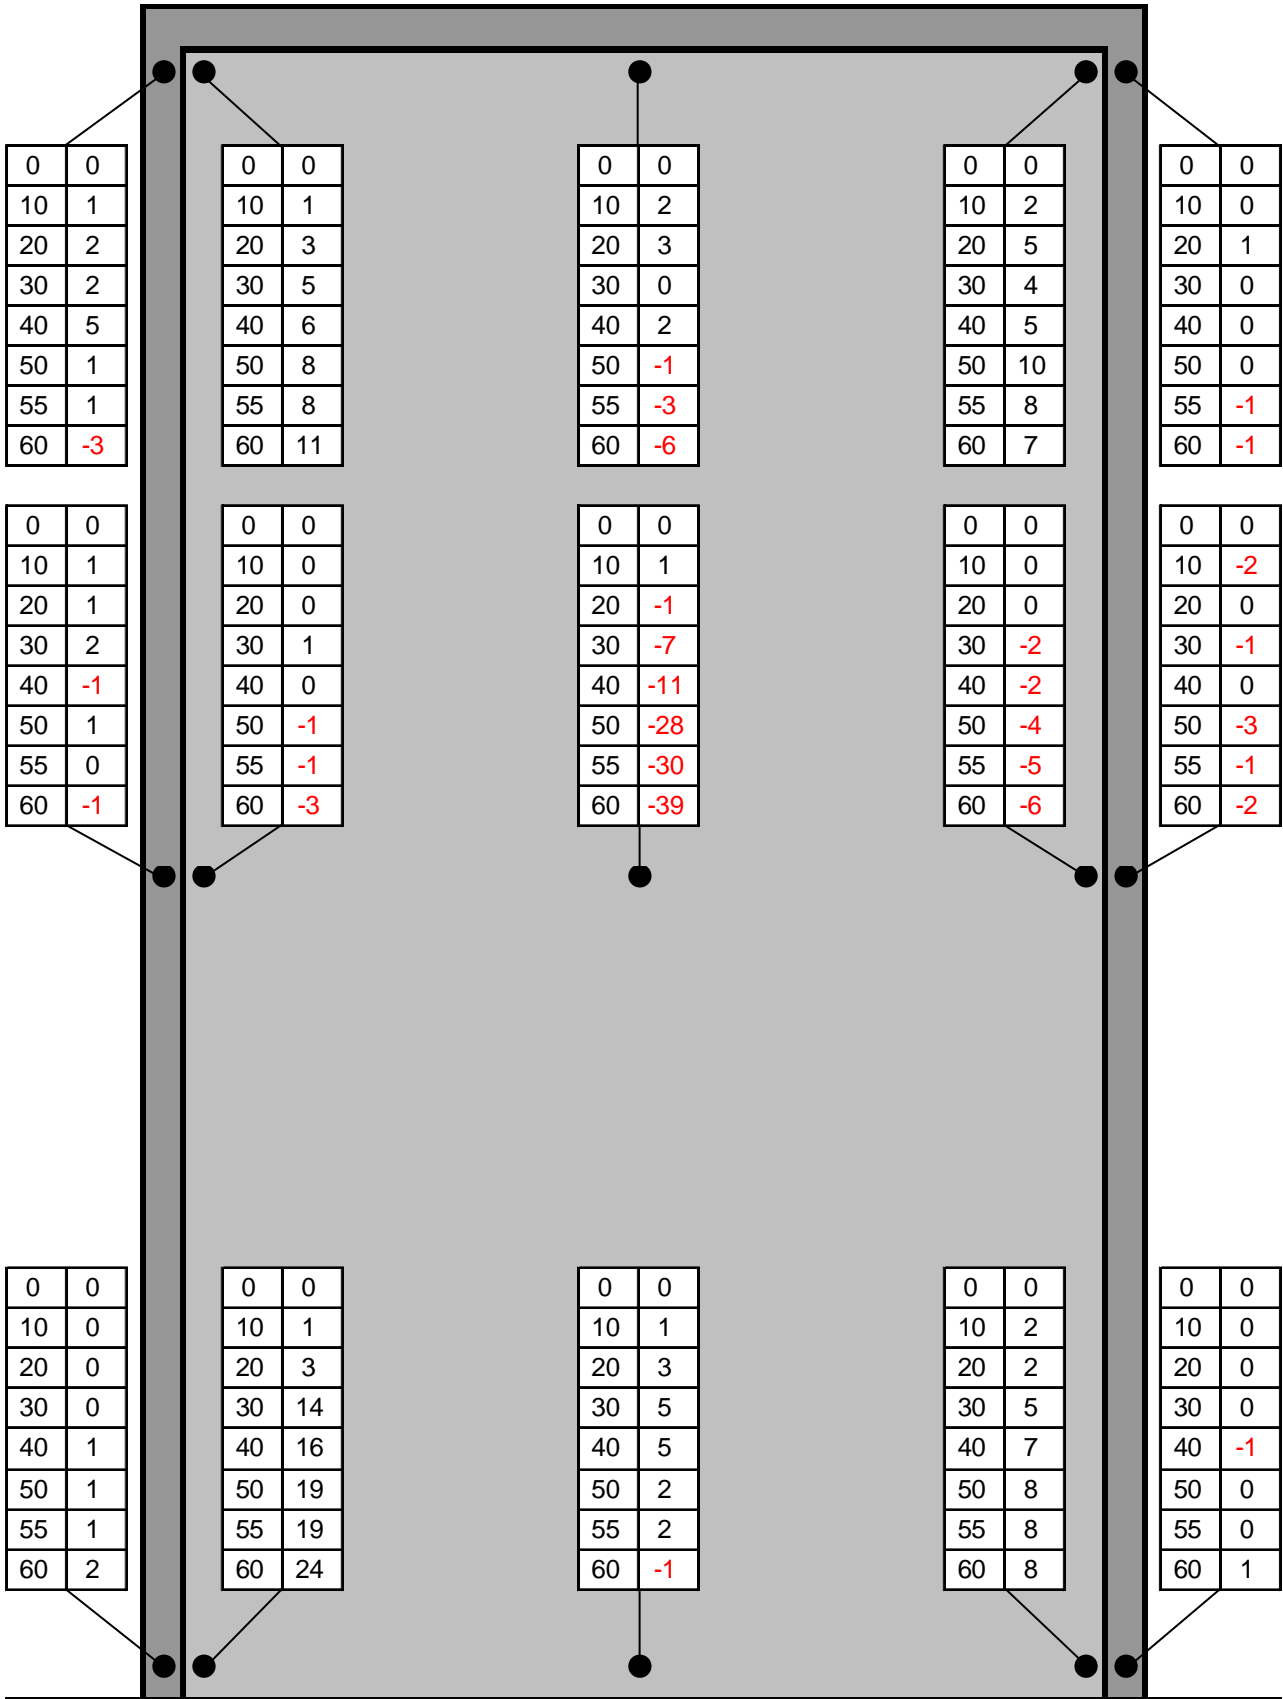 0 0 0 0 0 0 0 0 0 0
10 1 10 1 10 2 10 2 10 0
20 2 20 3 20 3 20 5 20 1
30 2 30 5 30 0 30 4 30 0
40 5 40 6 40 2 40 5 40 0
50 1 50 8 50 -1 50 10 50 0
55 1 55 8 55 -3 55 8 55 -1
60 -3 60 11 60 -6 60 7 60 -1
0 0 0 0 0 0 0 0 0 0
10 1 10 0 10 1 10 0 10 -2
20 1 20 0 20 -1 20 0 20 0
30 2 30 1 30 -7 30 -2 30 -1
40 -1 40 0 40 -11 40 -2 40 0
50 1 50 -1 50 -28 50 -4 50 -3
55 0 55 -1 55 -30 55 -5 55 -1
60 -1 60 -3 60 -39 60 -6 60 -2
0 0 0 0 0 0 0 0 0 0
10 0 10 1 10 1 10 2 10 0
20 0 20 3 20 3 20 2 20 0
30 0 30 14 30 5 30 5 30 0
40 1 40 16 40 5 40 7 40 -1
50 1 50 19 50 2 50 8 50 0
55 1 55 19 55 2 55 8 55 0
60 2 60 24 60 -1 60 8 60 1